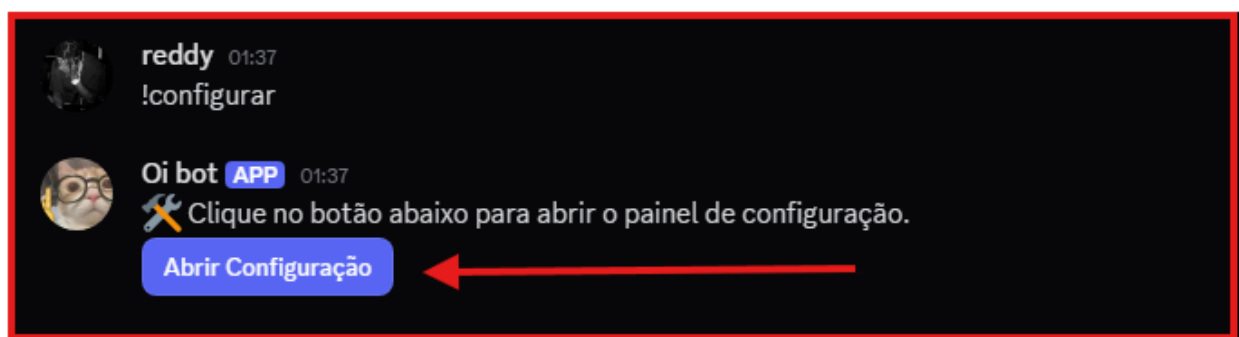 reddy 01:37
!configurar
Oi bot APP 01:37
🛠️ Clique no botão abaixo para abrir o painel de configuração.
Abrir Configuração